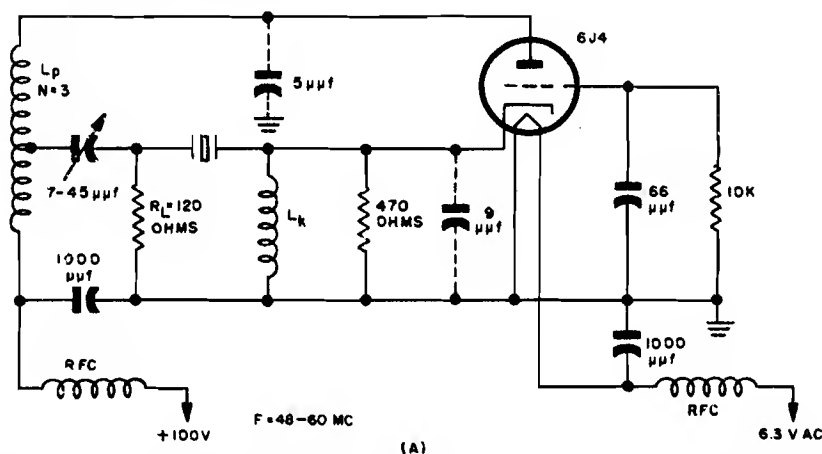 6J4
Lp
N=3
5 μμf
7-45 μμf
RL=120
OHMS
Lk
470
OHMS
9
μμf
66
μμf
10K
1000
μμf
1000
μμf
RFC
+100V
F=48-60 MC
RFC
6.3 V AC
(A)